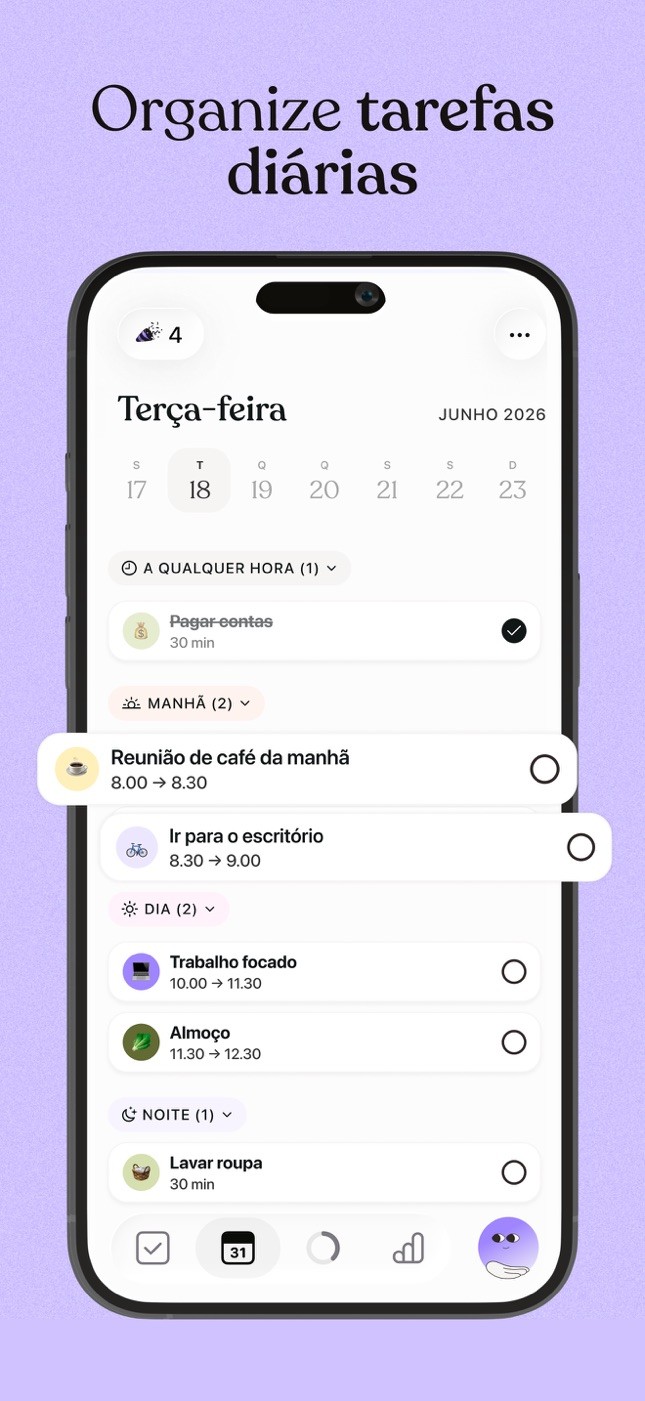 Organize tarefas
diárias
4
Terça-feira
JUNHO 2026
S T Q Q S S D
17 18 19 20 21 22 23
A QUALQUER HORA (1)
Pagar contas
30 min
MANHÃ (2)
Reunião de café da manhã
8.00 → 8.30
Ir para o escritório
8.30 → 9.00
DIA (2)
Trabalho focado
10.00 → 11.30
Almoço
11.30 → 12.30
NOITE (1)
Lavar roupa
30 min
31